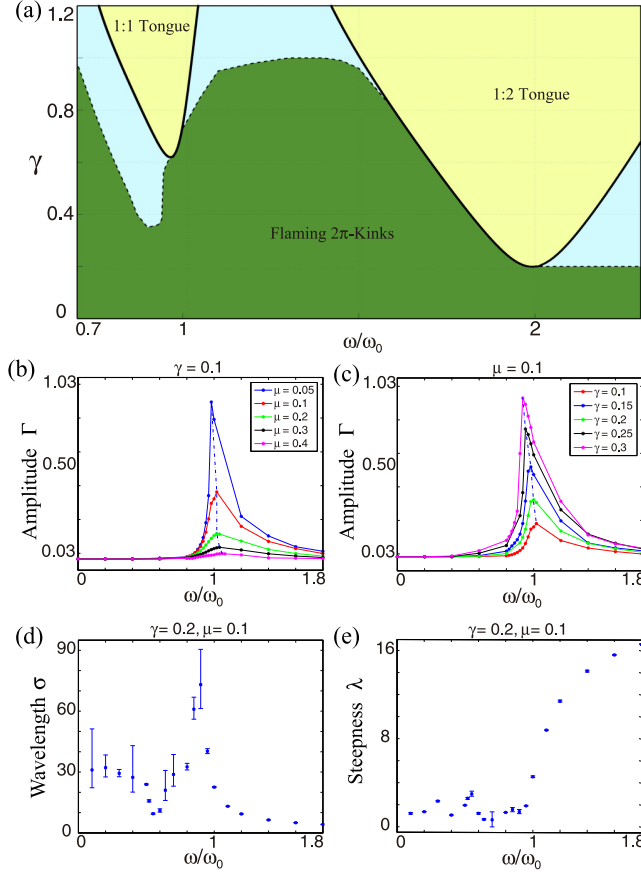 (a)
1.2
0.8
0.4
0
γ
1:1 Tongue
1:2 Tongue
Flaming 2π-Kinks
0.7
1
2
ω/ω0
(b)
γ = 0.1
Amplitude Γ
1.03
0.50
0.03
μ = 0.05
μ = 0.1
μ = 0.2
μ = 0.3
μ = 0.4
0
1
1.8
ω/ω0
(c)
μ = 0.1
Amplitude Γ
1.03
0.50
0.03
γ = 0.1
γ = 0.15
γ = 0.2
γ = 0.25
γ = 0.3
0
1
1.8
ω/ω0
(d)
γ = 0.2, μ = 0.1
Wavelength σ
90
60
30
0
0
1
1.8
ω/ω0
(e)
γ = 0.2, μ = 0.1
Steepness λ
16
8
0
0
1
1.8
ω/ω0